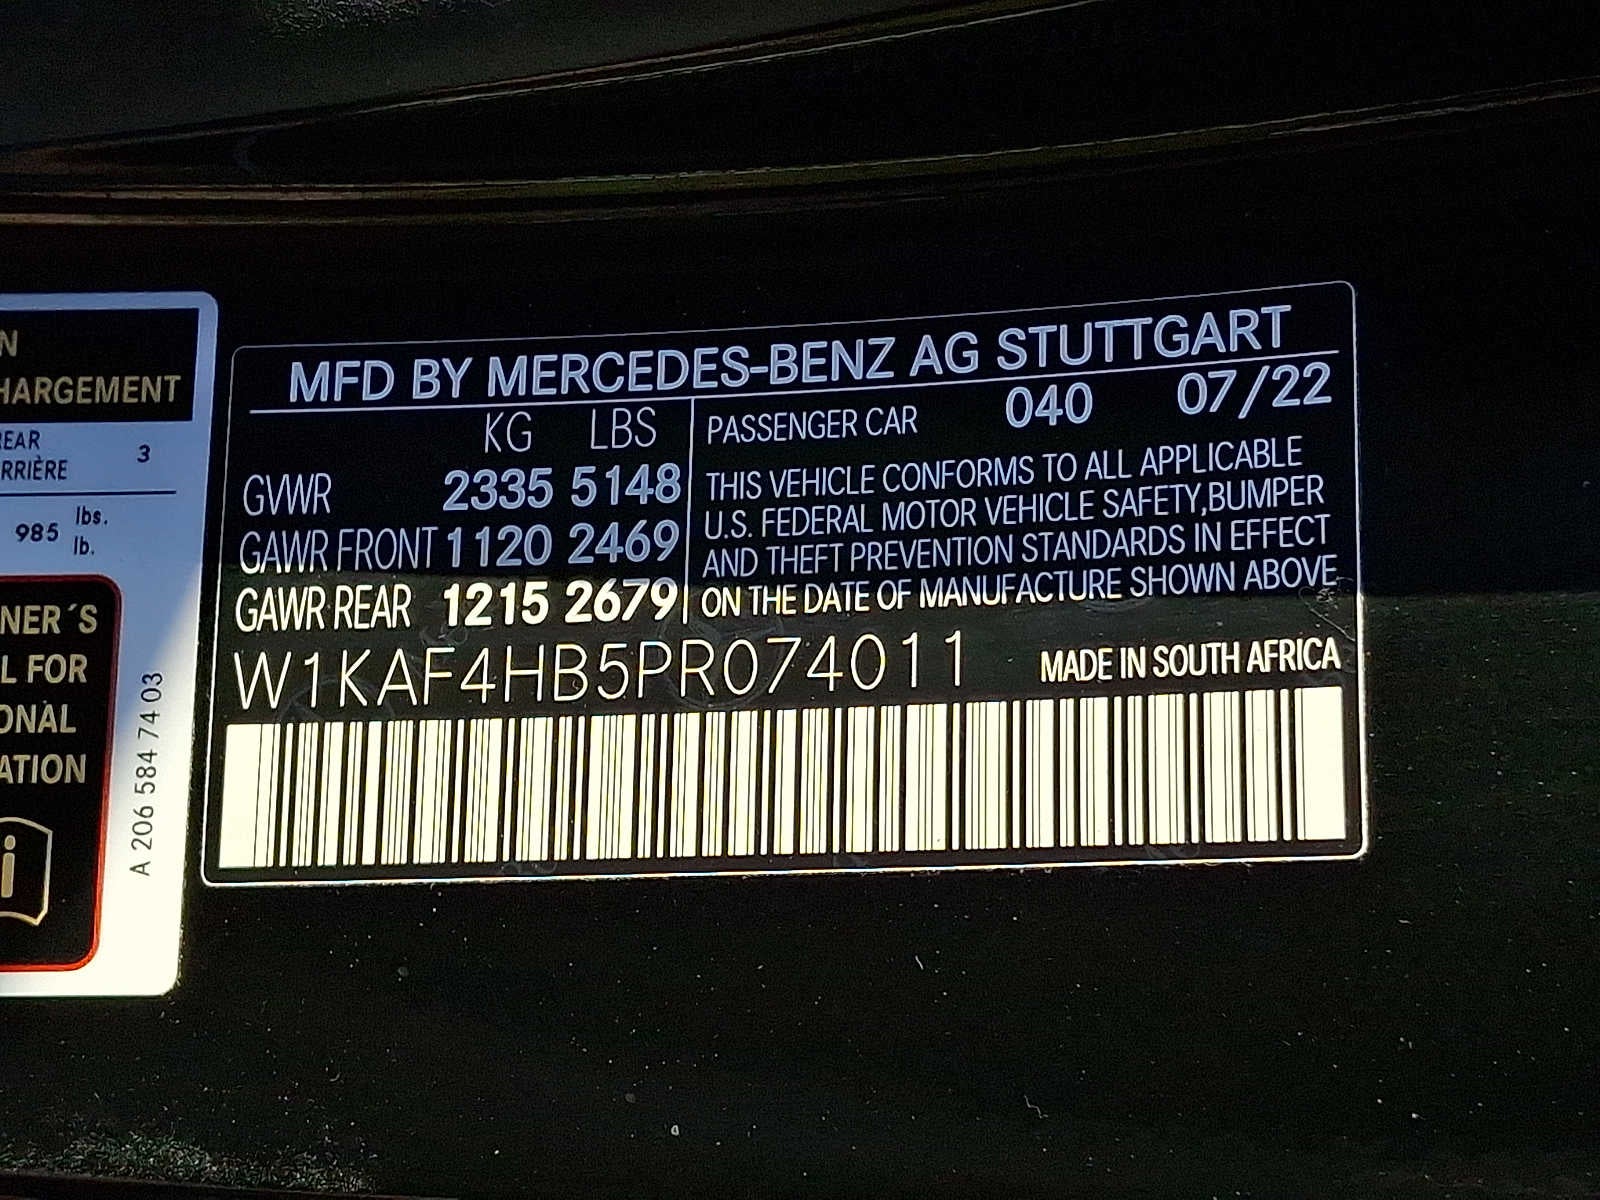 N
HARGEMENT
EAR
RRIÈRE
3
985 lbs.
lb.
NER´S
L FOR
ONAL
ATION
i
A 206 584 74 03
MFD BY MERCEDES-BENZ AG STUTTGART
KG LBS
PASSENGER CAR 040 07/22
GVWR 2335 5148
GAWR FRONT 1120 2469
GAWR REAR 1215 2679
THIS VEHICLE CONFORMS TO ALL APPLICABLE
U.S. FEDERAL MOTOR VEHICLE SAFETY,BUMPER
AND THEFT PREVENTION STANDARDS IN EFFECT
ON THE DATE OF MANUFACTURE SHOWN ABOVE
W1KAF4HB5PR074011
MADE IN SOUTH AFRICA